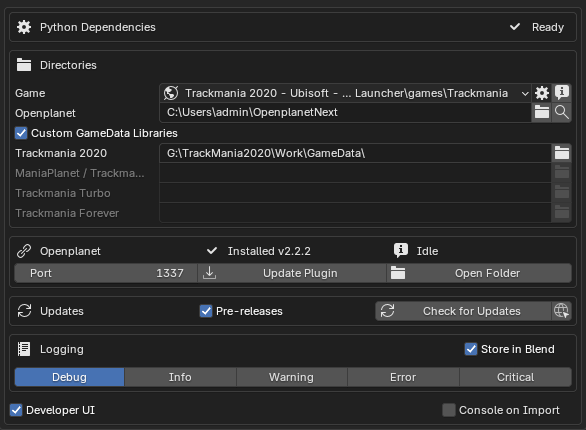 Python Dependencies Ready
Directories
Game Trackmania 2020 - Ubisoft - ... Launcher\games\Trackmania
Openplanet C:\Users\admin\OpenplanetNext
Custom GameData Libraries
Trackmania 2020 G:\TrackMania2020\Work\GameData\
ManiaPlanet / Trackma...
Trackmania Turbo
Trackmania Forever
Openplanet Installed v2.2.2 Idle
Port 1337 Update Plugin Open Folder
Updates Pre-releases Check for Updates
Logging Store in Blend
Debug Info Warning Error Critical
Developer UI Console on Import